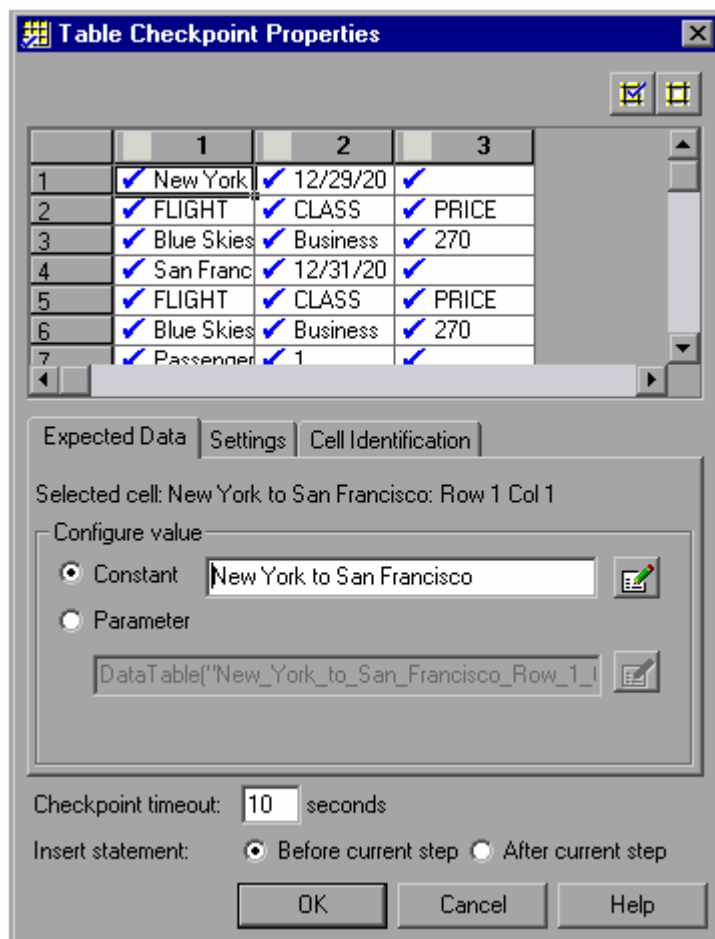 Table Checkpoint Properties
1 2 3
1 New York 12/29/20
2 FLIGHT CLASS PRICE
3 Blue Skies Business 270
4 San Franc 12/31/20
5 FLIGHT CLASS PRICE
6 Blue Skies Business 270
7 Passenger 1
Expected Data Settings Cell Identification
Selected cell: New York to San Francisco: Row 1 Col 1
Configure value
Constant New York to San Francisco
Parameter
DataTable("New_York_to_San_Francisco_Row_1_
Checkpoint timeout: 10 seconds
Insert statement: Before current step After current step
OK Cancel Help